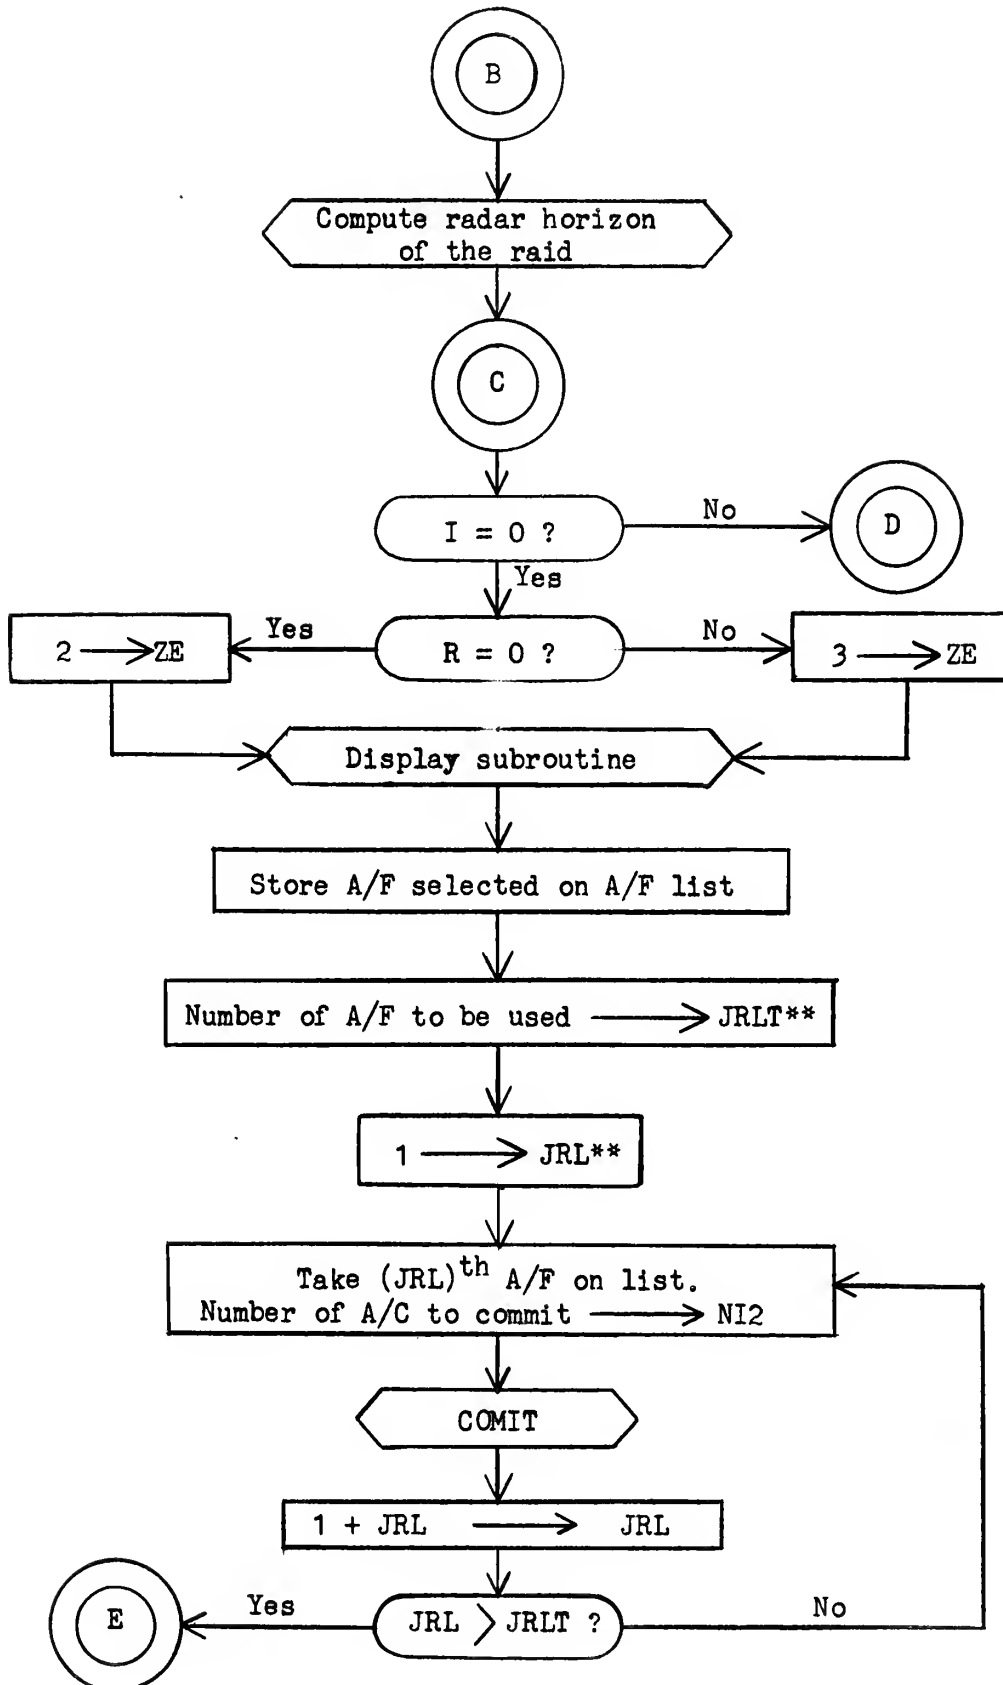 B
Compute radar horizon
of the raid
C
I = 0 ?
No
D
Yes
R = 0 ?
Yes
No
2 ⟶ ZE
3 ⟶ ZE
Display subroutine
Store A/F selected on A/F list
Number of A/F to be used ⟶ JRLT**
1 ⟶ JRL**
Take (JRL)th A/F on list.
Number of A/C to commit ⟶ NI2
COMIT
1 + JRL ⟶ JRL
E
Yes
JRL > JRLT ?
No